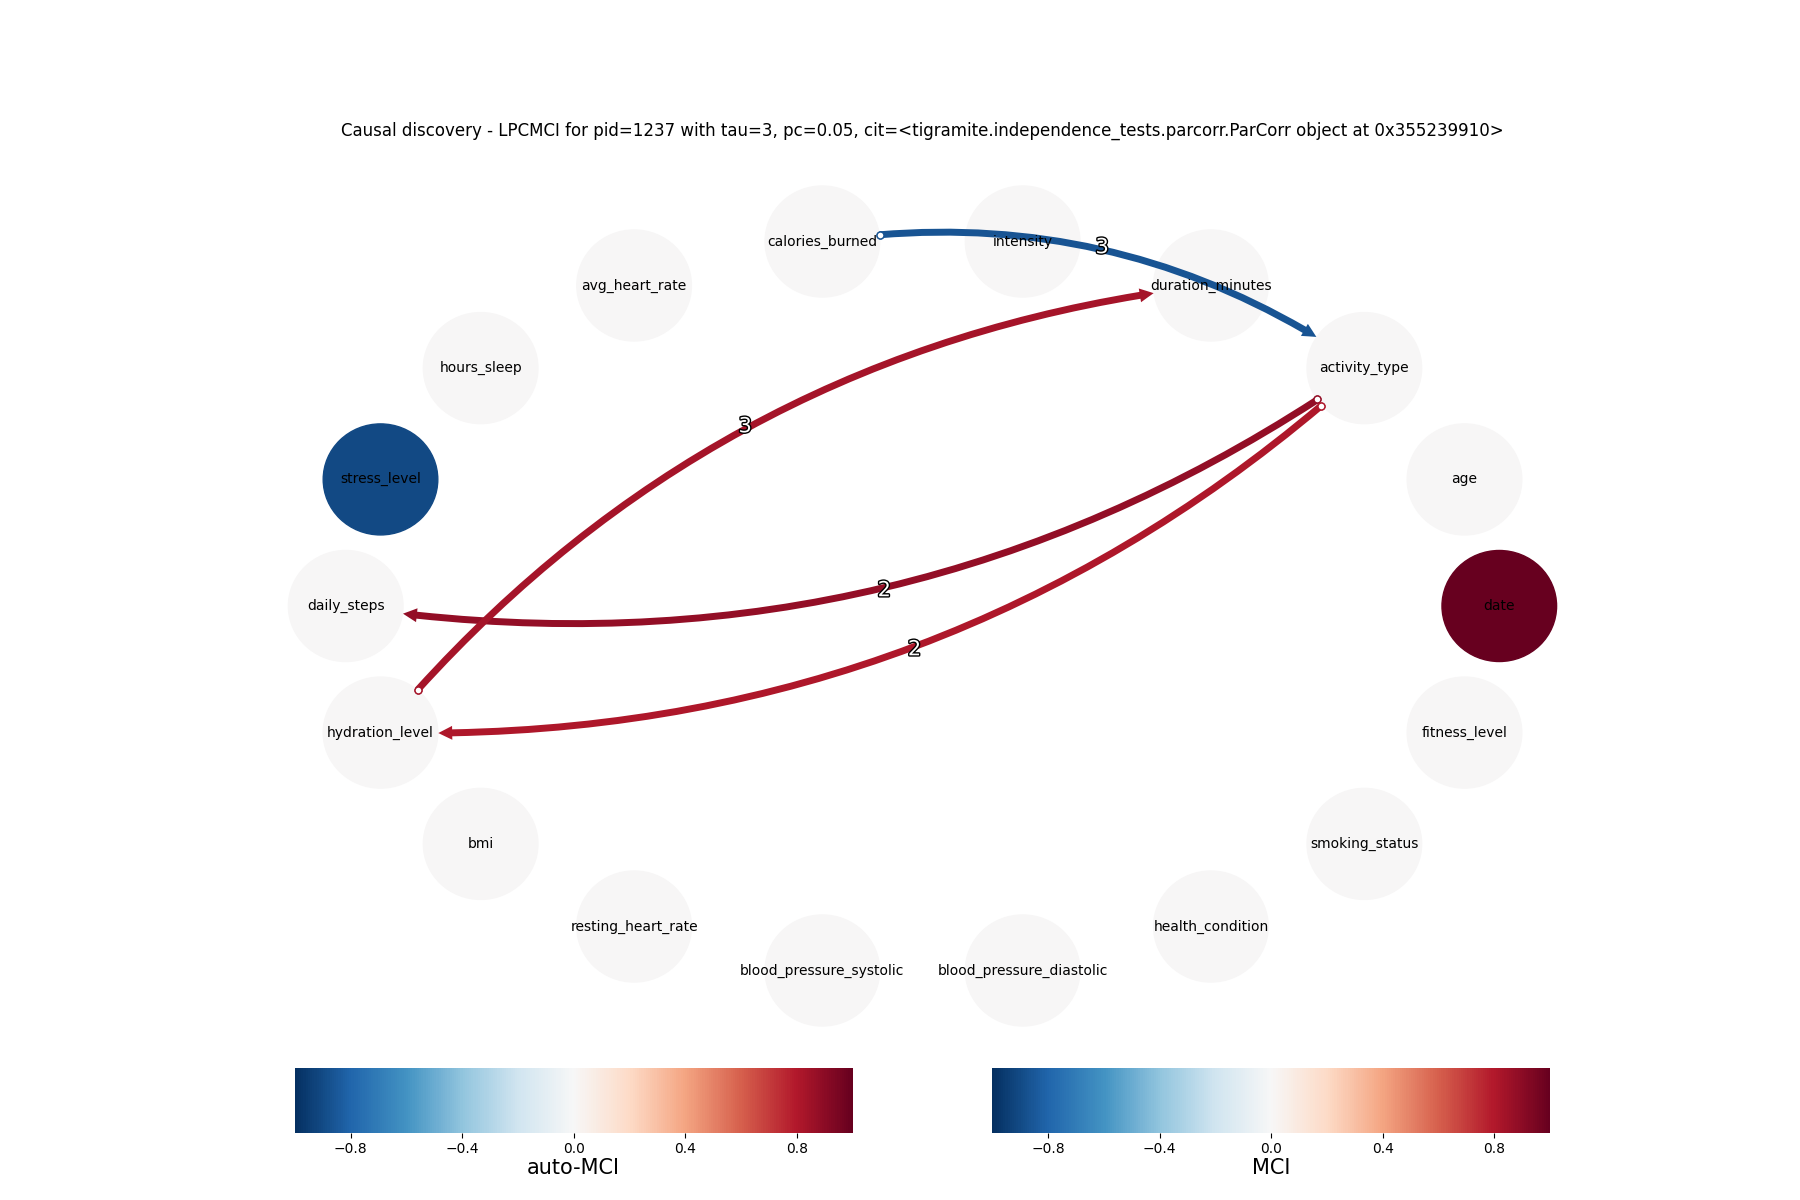 Causal discovery - LPCMCI for pid=1237 with tau=3, pc=0.05, cit=<tigramite.independence_tests.parcorr.ParCorr object at 0x355239910>
calories_burned
intensity
3
avg_heart_rate
duration_minutes
hours_sleep
activity_type
3
stress_level
age
2
daily_steps
date
2
hydration_level
fitness_level
bmi
smoking_status
resting_heart_rate
health_condition
blood_pressure_systolic
blood_pressure_diastolic
−0.8 −0.4 0.0 0.4 0.8
auto-MCI
−0.8 −0.4 0.0 0.4 0.8
MCI